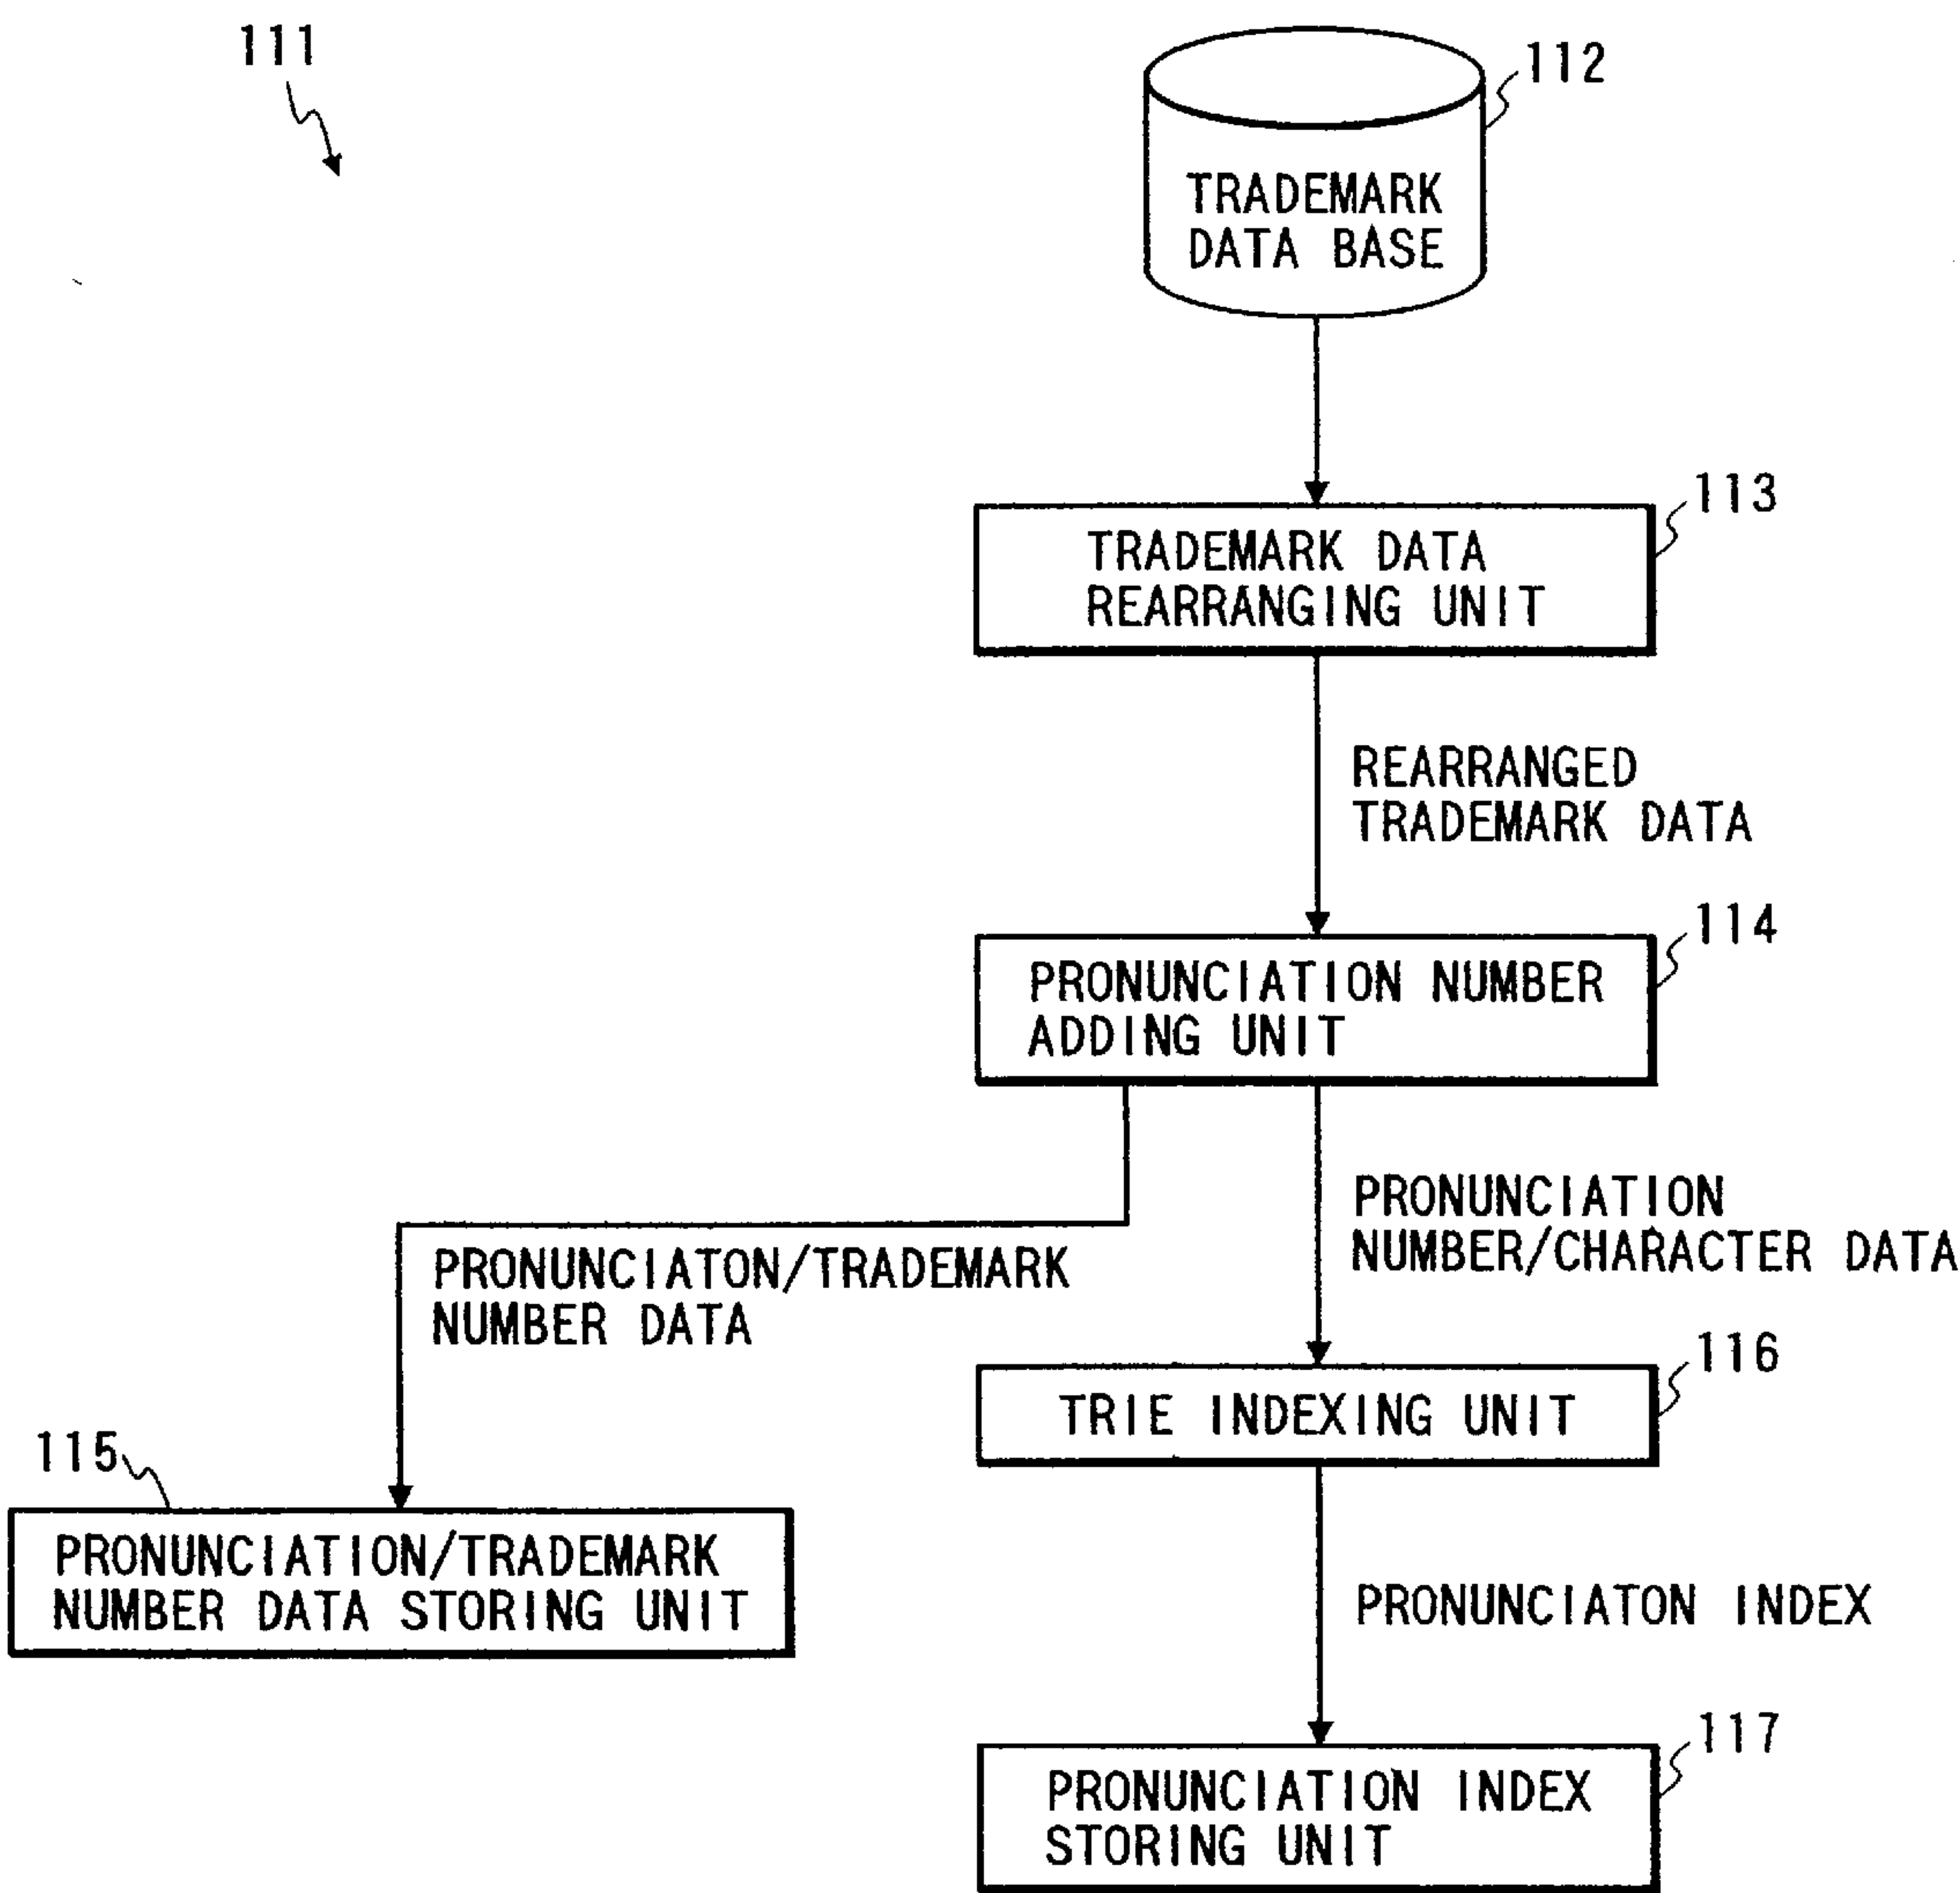 111
112
TRADEMARK
DATA BASE
113
TRADEMARK DATA
REARRANGING UNIT
REARRANGED
TRADEMARK DATA
114
PRONUNCIATION NUMBER
ADDING UNIT
PRONUNCIATION
NUMBER/CHARACTER DATA
PRONUNCIATON/TRADEMARK
NUMBER DATA
116
TRIE INDEXING UNIT
115
PRONUNCIATION/TRADEMARK
NUMBER DATA STORING UNIT
PRONUNCIATON INDEX
117
PRONUNCIATION INDEX
STORING UNIT